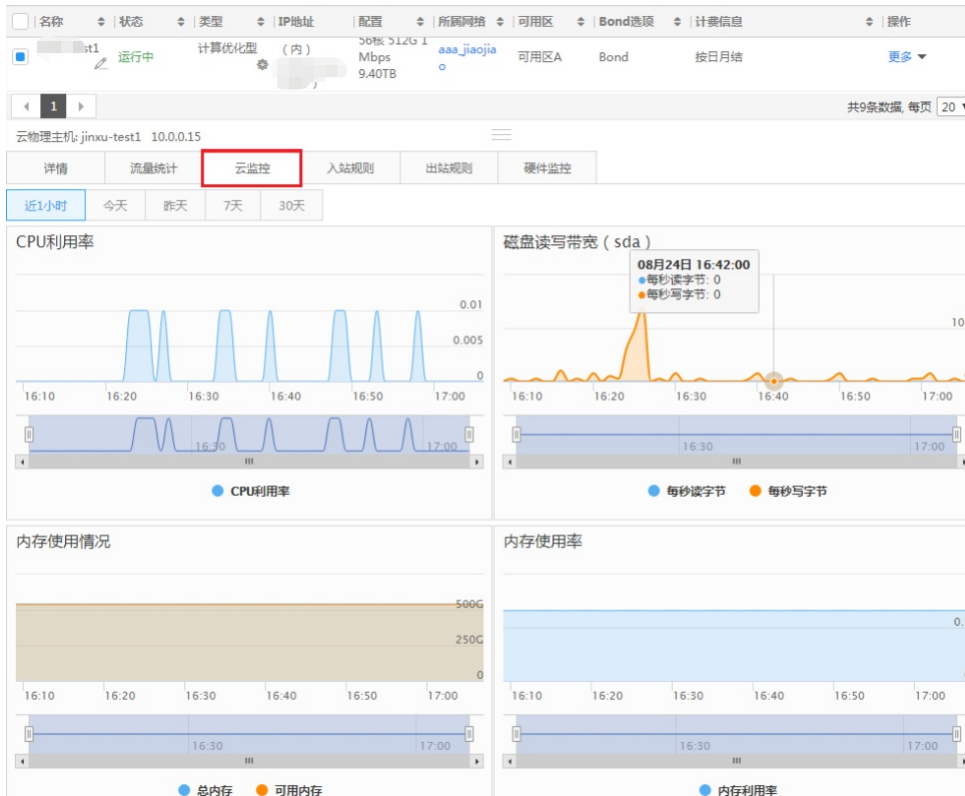 名称 状态 类型 IP地址 配置 所属网络 可用区 Bond选项 计费信息 操作
st1 运行中 计算优化型 （内） 56核 512G 1 Mbps 9.40TB aaa_jiaojiao 可用区A Bond 按日月结 更多
1 共9条数据, 每页 20
云物理主机: jinxu-test1 10.0.0.15
详情 流量统计 云监控 入站规则 出站规则 硬件监控
近1小时 今天 昨天 7天 30天
CPU利用率
0.01
0.005
0
16:10 16:20 16:30 16:40 16:50 17:00
16:30 17:00
CPU利用率
磁盘读写带宽（sda）
08月24日 16:42:00
每秒读字节: 0
每秒写字节: 0
10
16:10 16:20 16:30 16:40 16:50 17:00
16:30 17:00
每秒读字节 每秒写字节
内存使用情况
500G
250G
0
16:10 16:20 16:30 16:40 16:50 17:00
16:30 17:00
总内存 可用内存
内存使用率
0.
16:10 16:20 16:30 16:40 16:50 17:00
16:30 17:00
内存利用率